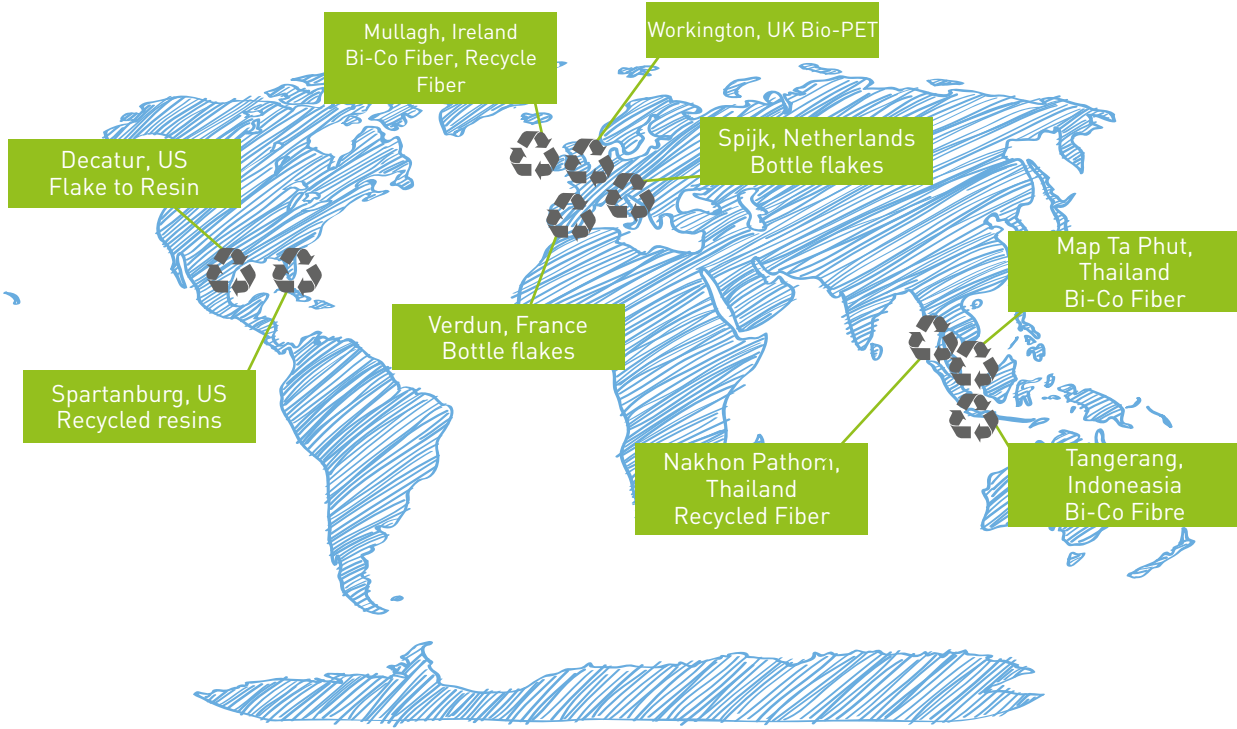 Mullagh, Ireland
Bi-Co Fiber, Recycle
Fiber
Workington, UK Bio-PET
Decatur, US
Flake to Resin
Spijk, Netherlands
Bottle flakes
Map Ta Phut,
Thailand
Bi-Co Fiber
Verdun, France
Bottle flakes
Spartanburg, US
Recycled resins
Nakhon Pathom,
Thailand
Recycled Fiber
Tangerang,
Indoneasia
Bi-Co Fibre